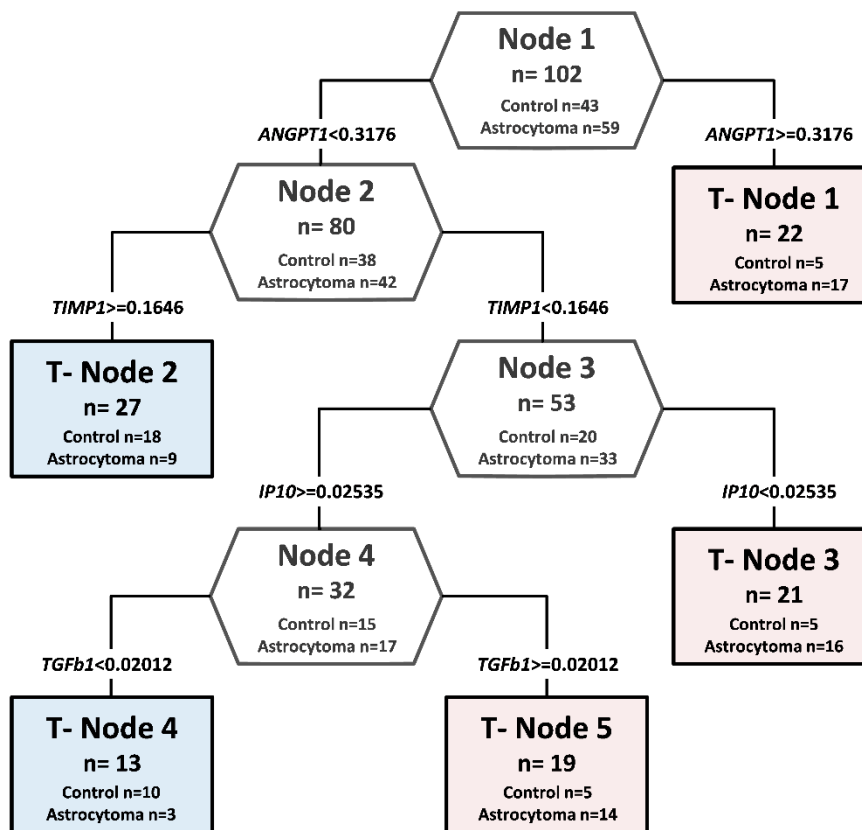 Node 1
n= 102
Control n=43
Astrocytoma n=59
ANGPT1<0.3176
ANGPT1>=0.3176
Node 2
n= 80
Control n=38
Astrocytoma n=42
T- Node 1
n= 22
Control n=5
Astrocytoma n=17
TIMP1>=0.1646
TIMP1<0.1646
T- Node 2
n= 27
Control n=18
Astrocytoma n=9
Node 3
n= 53
Control n=20
Astrocytoma n=33
IP10>=0.02535
IP10<0.02535
Node 4
n= 32
Control n=15
Astrocytoma n=17
T- Node 3
n= 21
Control n=5
Astrocytoma n=16
TGFb1<0.02012
TGFb1>=0.02012
T- Node 4
n= 13
Control n=10
Astrocytoma n=3
T- Node 5
n= 19
Control n=5
Astrocytoma n=14